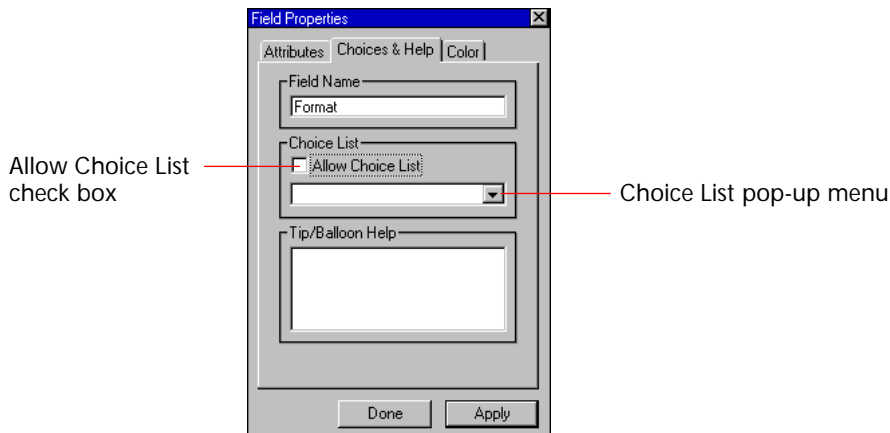 Field Properties
Attributes Choices & Help Color
Field Name
Format
Choice List
Allow Choice List
Allow Choice List
check box
Choice List pop-up menu
Tip/Balloon Help
Done Apply